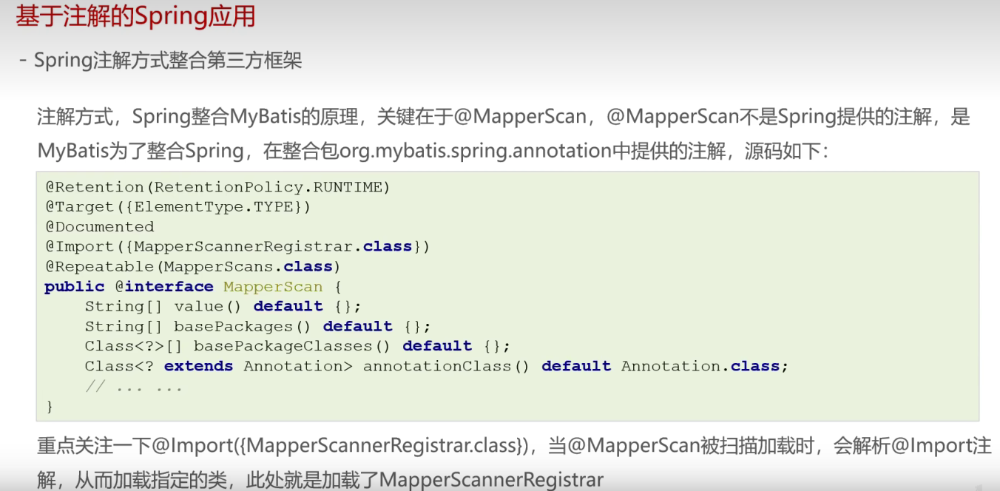 基于注解的Spring应用
- Spring注解方式整合第三方框架
注解方式，Spring整合MyBatis的原理，关键在于@MapperScan，@MapperScan不是Spring提供的注解，是
MyBatis为了整合Spring，在整合包org.mybatis.spring.annotation中提供的注解，源码如下：
@Retention(RetentionPolicy.RUNTIME)
@Target({ElementType.TYPE})
@Documented
@Import({MapperScannerRegistrar.class})
@Repeatable(MapperScans.class)
public @interface MapperScan {
    String[] value() default {};
    String[] basePackages() default {};
    Class<?>[] basePackageClasses() default {};
    Class<? extends Annotation> annotationClass() default Annotation.class;
    // ... ...
}
重点关注一下@Import({MapperScannerRegistrar.class})，当@MapperScan被扫描加载时，会解析@Import注
解，从而加载指定的类，此处就是加载了MapperScannerRegistrar